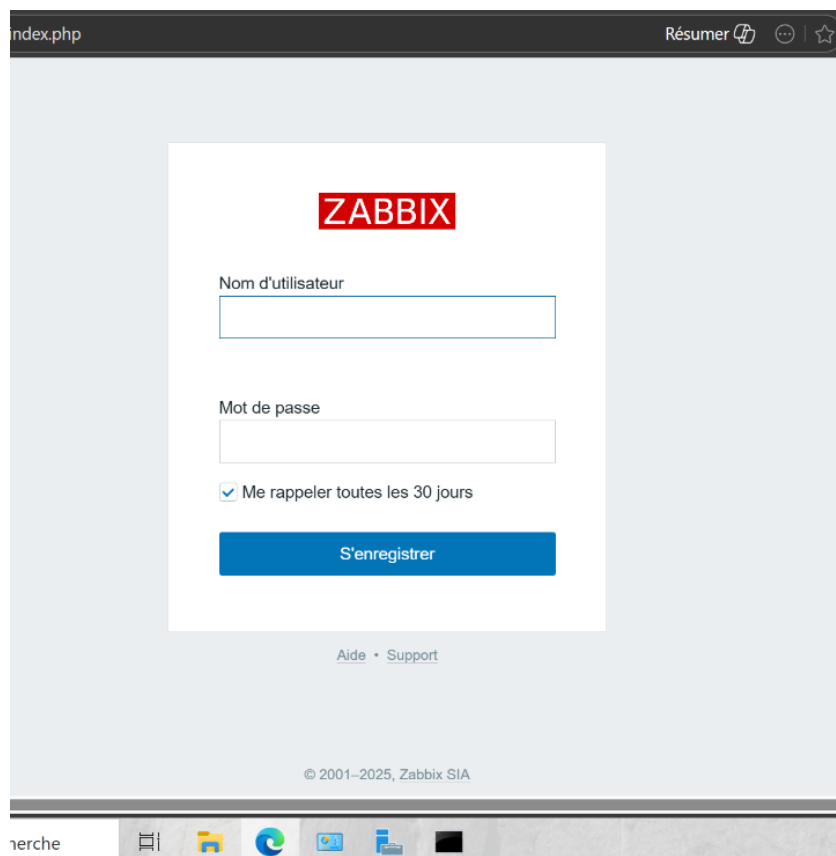 index.php
Résumer
ZABBIX
Nom d'utilisateur
Mot de passe
Me rappeler toutes les 30 jours
S'enregistrer
Aide • Support
© 2001–2025, Zabbix SIA
herche